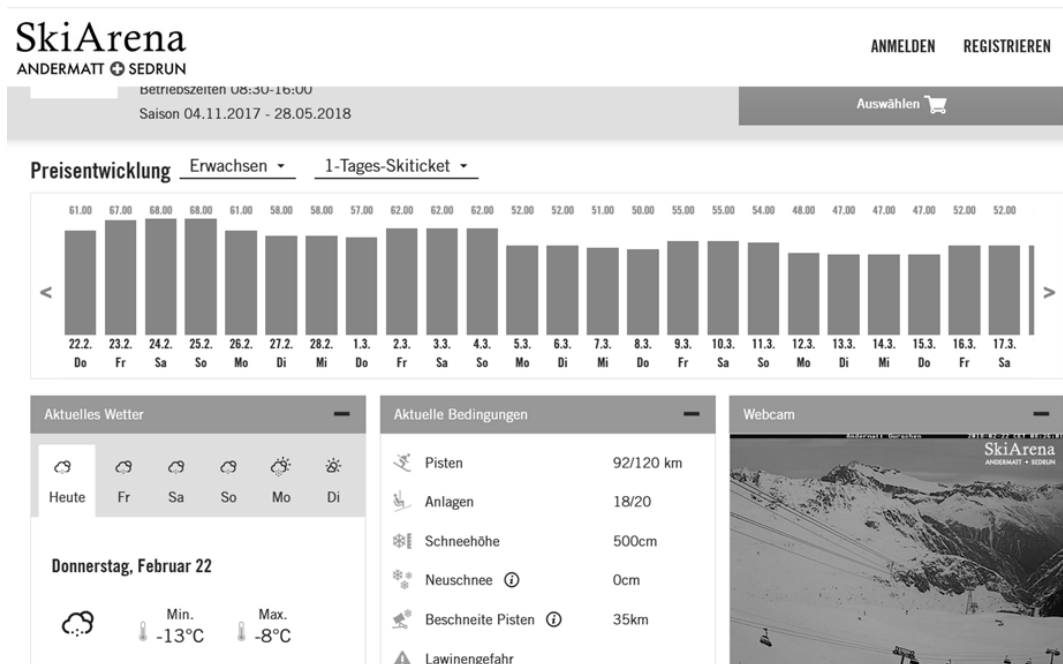 SkiArena
ANDERMATT SEDRUN
ANMELDEN REGISTRIEREN
Betriebszeiten 08:30-16:00
Saison 04.11.2017 - 28.05.2018
Auswählen
Preisentwicklung Erwachsen 1-Tages-Skiticket
61.00 67.00 68.00 68.00 61.00 58.00 58.00 57.00 62.00 62.00 62.00 52.00 52.00 51.00 50.00 55.00 55.00 54.00 48.00 47.00 47.00 47.00 52.00 52.00
< >
22.2. 23.2. 24.2. 25.2. 26.2. 27.2. 28.2. 1.3. 2.3. 3.3. 4.3. 5.3. 6.3. 7.3. 8.3. 9.3. 10.3. 11.3. 12.3. 13.3. 14.3. 15.3. 16.3. 17.3.
Do Fr Sa So Mo Di Mi Do Fr Sa So Mo Di Mi Do Fr Sa So Mo Di Mi Do Fr Sa
Aktuelles Wetter
Heute Fr Sa So Mo Di
Donnerstag, Februar 22
Min. Max.
-13°C -8°C
Aktuelle Bedingungen
Pisten 92/120 km
Anlagen 18/20
Schneehöhe 500cm
Neuschnee 0cm
Beschneite Pisten 35km
Lawinengefahr
Webcam
Andermatt Gurschen
SkiArena
ANDERMATT + SEDRUN